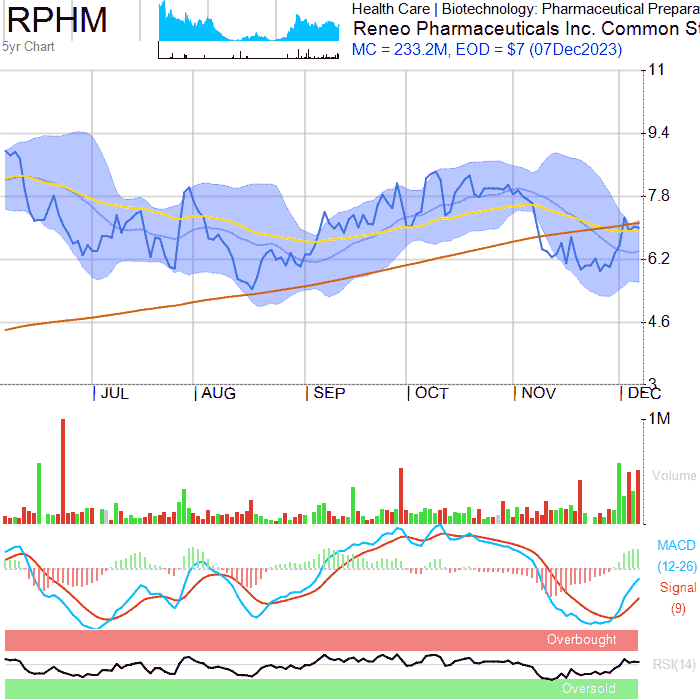 RPHM
5yr Chart
Health Care | Biotechnology: Pharmaceutical Prepara
Reneo Pharmaceuticals Inc. Common St
MC = 233.2M, EOD = $7 (07Dec2023)
11
9.4
7.8
6.2
4.6
3
JUL AUG SEP OCT NOV DEC
1M
Volume
MACD
(12-26)
Signal
(9)
Overbought
RSI(14)
Oversold